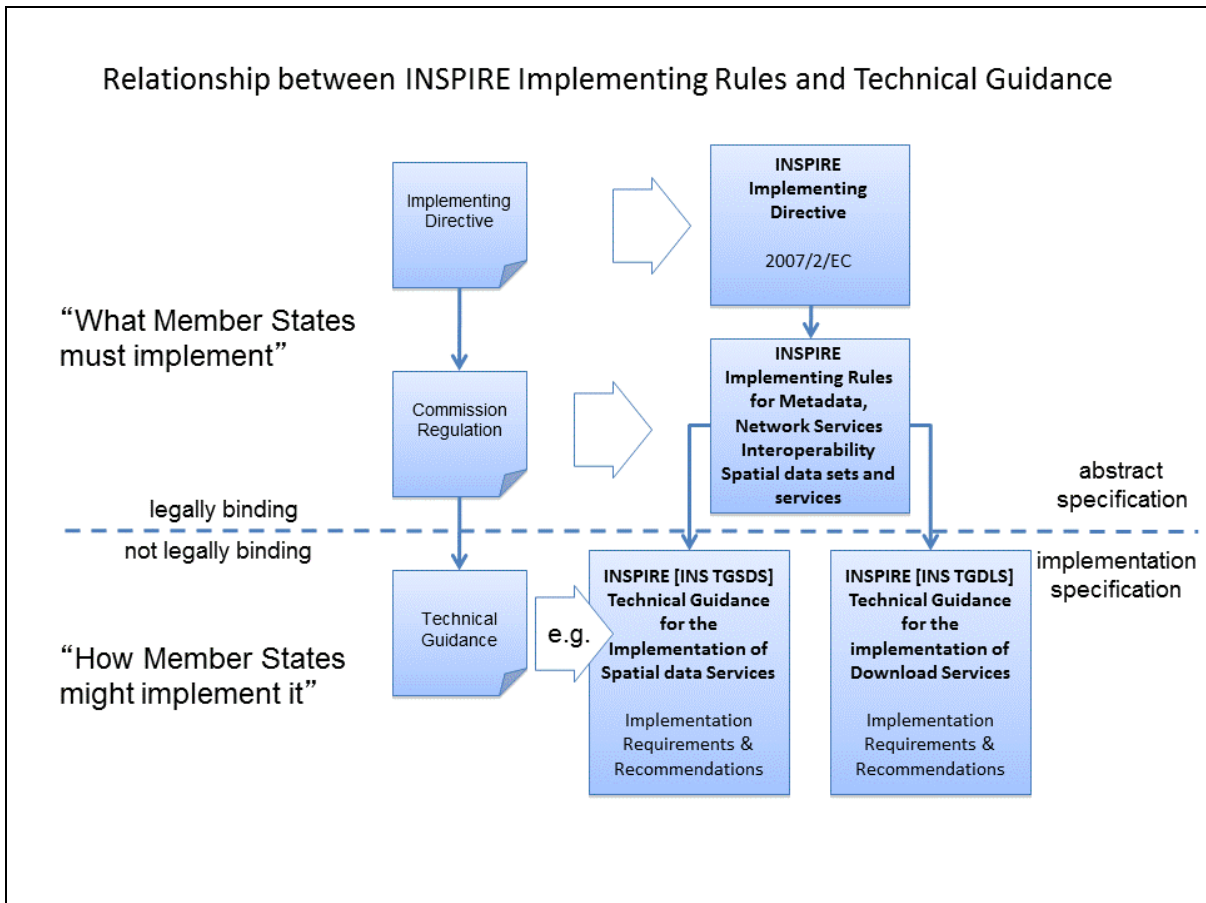 Relationship between INSPIRE Implementing Rules and Technical Guidance
Implementing
Directive
INSPIRE
Implementing
Directive
2007/2/EC
“What Member States
must implement”
Commission
Regulation
INSPIRE
Implementing Rules
for Metadata,
Network Services
Interoperability
Spatial data sets and
services
abstract
specification
legally binding
not legally binding
implementation
specification
Technical
Guidance
e.g.
“How Member States
might implement it”
INSPIRE [INS TGSDS]
Technical Guidance
for the
Implementation of
Spatial data Services
Implementation
Requirements &
Recommendations
INSPIRE [INS TGDLS]
Technical Guidance
for the
implementation of
Download Services
Implementation
Requirements &
Recommendations